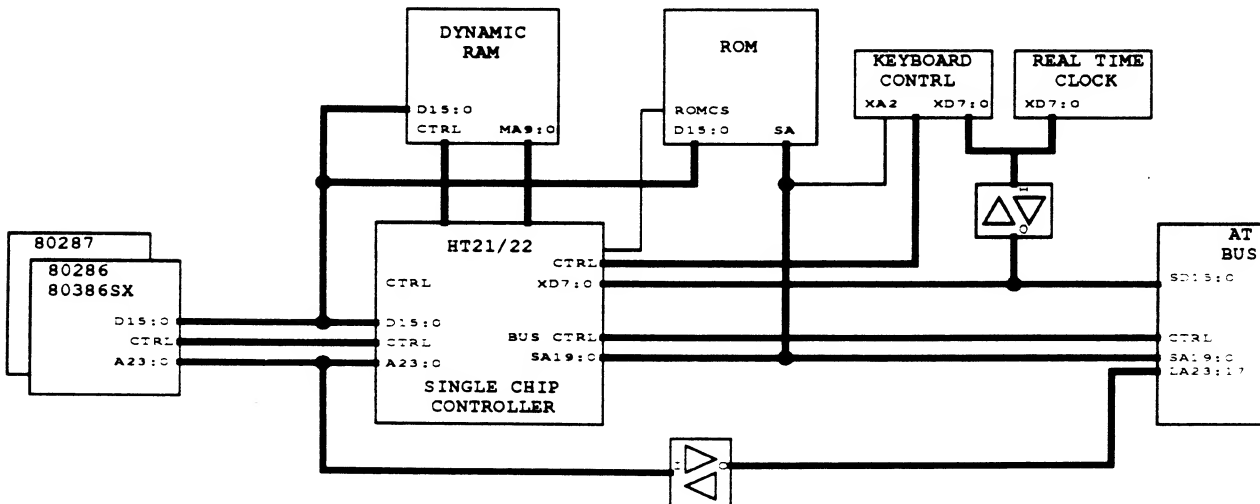 DYNAMIC
RAM
D15:0
CTRL MA9:0
ROM
ROMCS
D15:0 SA
KEYBOARD
CONTRL
XA2 XD7:0
REAL TIME
CLOCK
XD7:0
I
O
80287
80286
80386SX
D15:0
CTRL
A23:0
HT21/22
CTRL
CTRL
XD7:0
D15:0
CTRL
BUS CTRL
A23:0
SA19:0
SINGLE CHIP
CONTROLLER
AT
BUS
SD15:0
CTRL
SA19:0
LA23:17
I
O